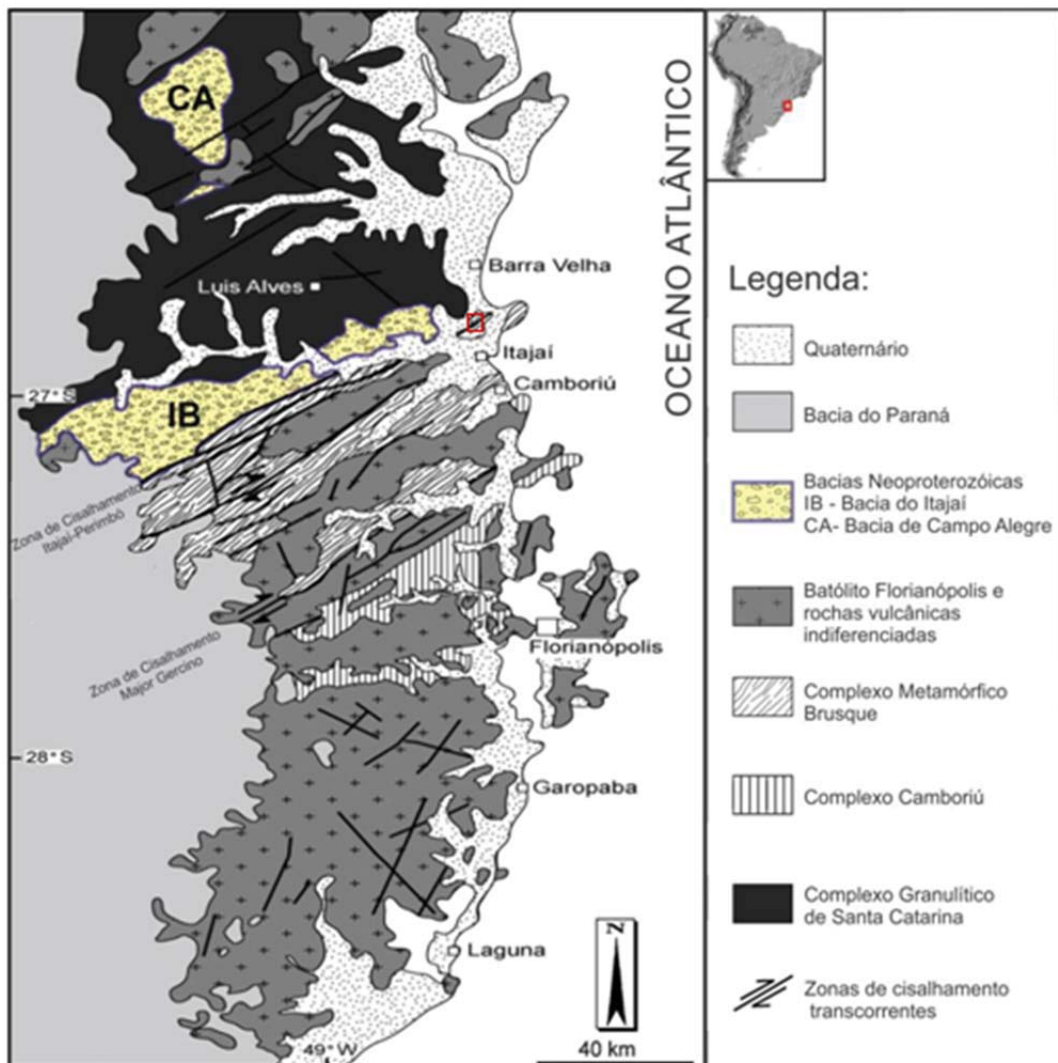 CA
OCEANO ATLÂNTICO
Barra Velha
Luis Alves
Itajaí
Camboriú
27° S
IB
Zona de Cisalhamento
Itajaí-Perimbó
Florianópolis
Zona de Cisalhamento
Major Gercino
28° S
Garopaba
Laguna
N
49° W
40 km
Legenda:
Quaternário
Bacia do Paraná
Bacias Neoproterozóicas
IB - Bacia do Itajaí
CA- Bacia de Campo Alegre
Batólito Florianópolis e
rochas vulcânicas
indiferenciadas
Complexo Metamórfico
Brusque
Complexo Camboriú
Complexo Granulítico
de Santa Catarina
Zonas de cisalhamento
transcorrentes